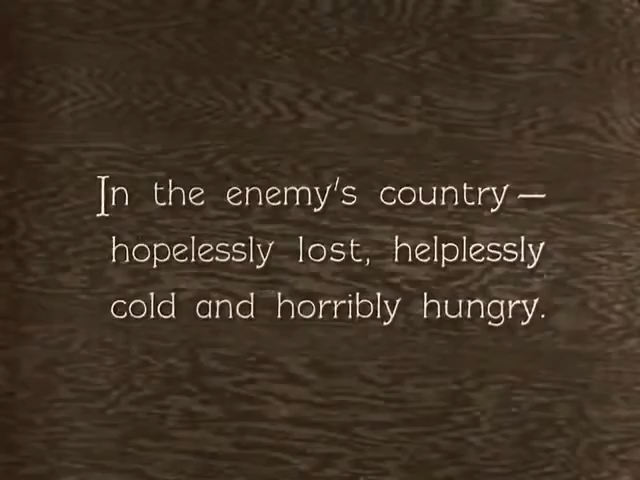 In the enemy's country —
hopelessly lost, helplessly
cold and horribly hungry.